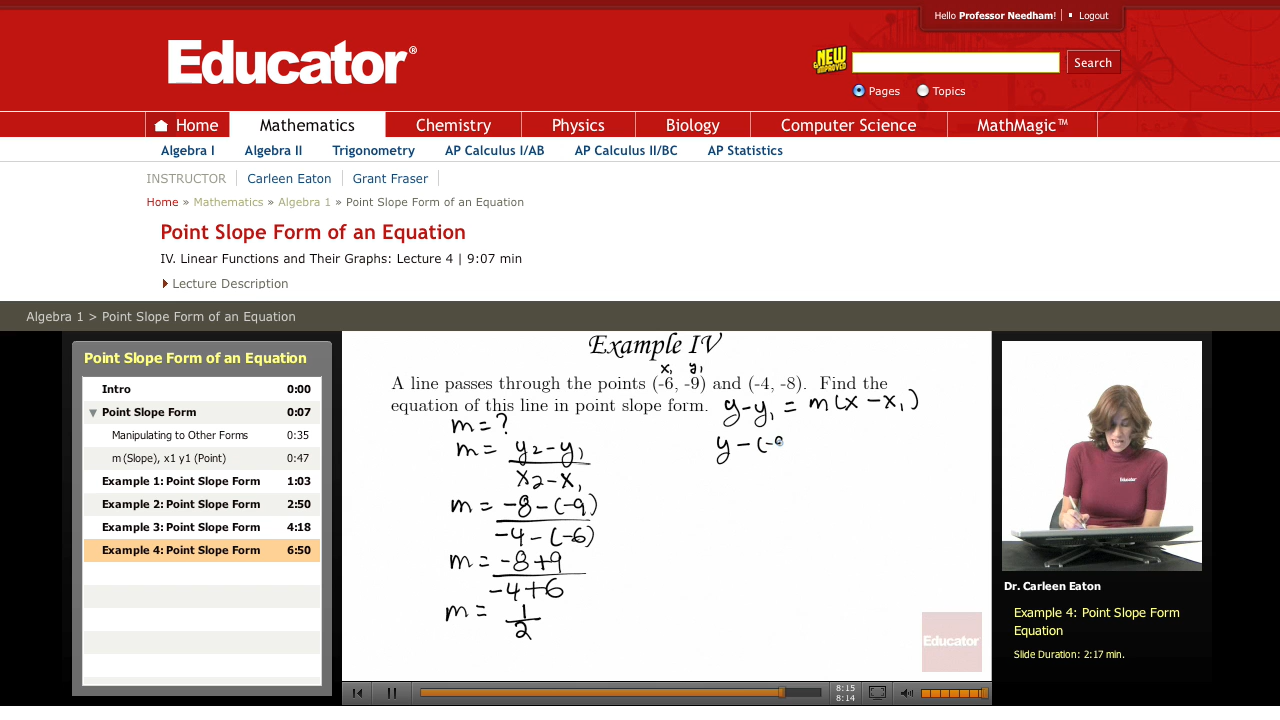 Hello Professor Needham! Logout
Educator®
NEW
& IMPROVED
Search
Pages Topics
Home Mathematics Chemistry Physics Biology Computer Science MathMagic™
Algebra I Algebra II Trigonometry AP Calculus I/AB AP Calculus II/BC AP Statistics
INSTRUCTOR Carleen Eaton Grant Fraser
Home » Mathematics » Algebra 1 » Point Slope Form of an Equation
Point Slope Form of an Equation
IV. Linear Functions and Their Graphs: Lecture 4 | 9:07 min
Lecture Description
Algebra 1 > Point Slope Form of an Equation
Point Slope Form of an Equation
Intro 0:00
Point Slope Form 0:07
Manipulating to Other Forms 0:35
m (Slope), x1 y1 (Point) 0:47
Example 1: Point Slope Form 1:03
Example 2: Point Slope Form 2:50
Example 3: Point Slope Form 4:18
Example 4: Point Slope Form 6:50
Example IV
x₁ y₁
A line passes through the points (-6, -9) and (-4, -8). Find the
equation of this line in point slope form.
y - y₁ = m(x - x₁)
y - (-9
m = ?
m = y₂ - y₁
x₂ - x₁
m = -8 - (-9)
-4 - (-6)
m = -8 + 9
-4 + 6
m = 1
2
Educator
8:15
8:14
Educator
Dr. Carleen Eaton
Example 4: Point Slope Form
Equation
Slide Duration: 2:17 min.